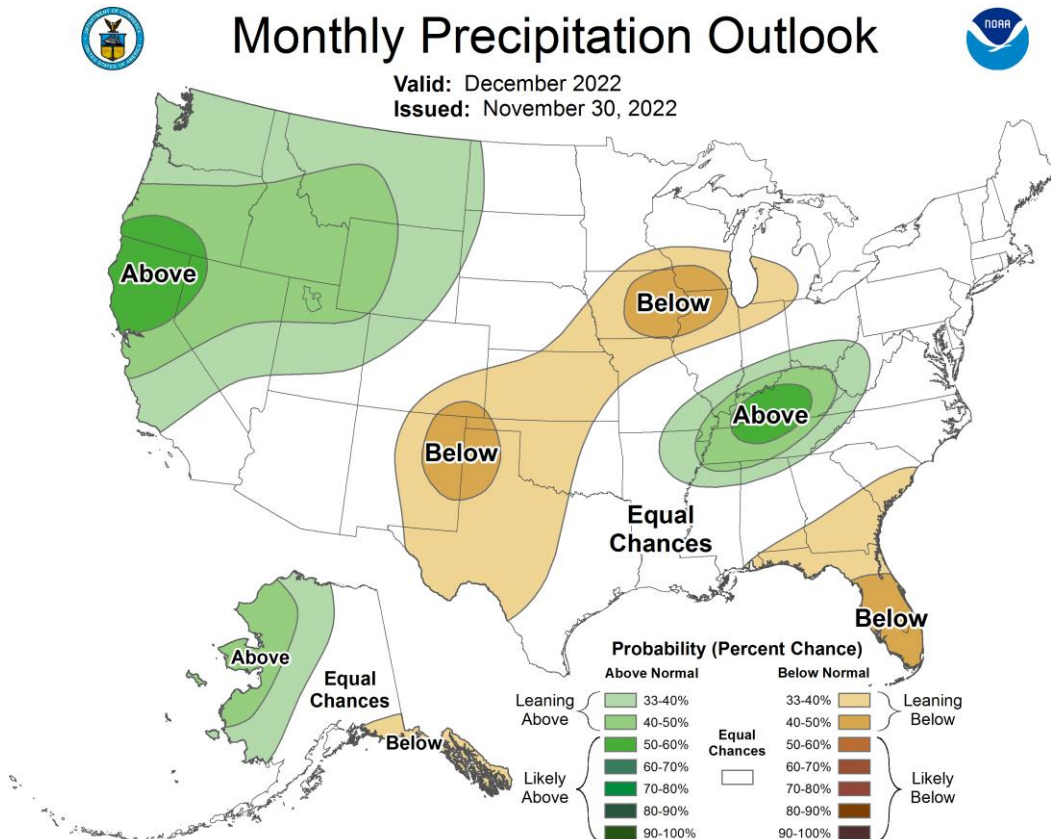 Monthly Precipitation Outlook
NOAA
Valid: December 2022
Issued: November 30, 2022
Above
Below
Above
Below
Equal
Chances
Below
Above
Equal
Chances
Below
Probability (Percent Chance)
Above Normal
Below Normal
Leaning
Above
33-40%
40-50%
Likely
Above
50-60%
60-70%
70-80%
80-90%
90-100%
Equal
Chances
33-40%
40-50%
Leaning
Below
50-60%
60-70%
70-80%
80-90%
90-100%
Likely
Below